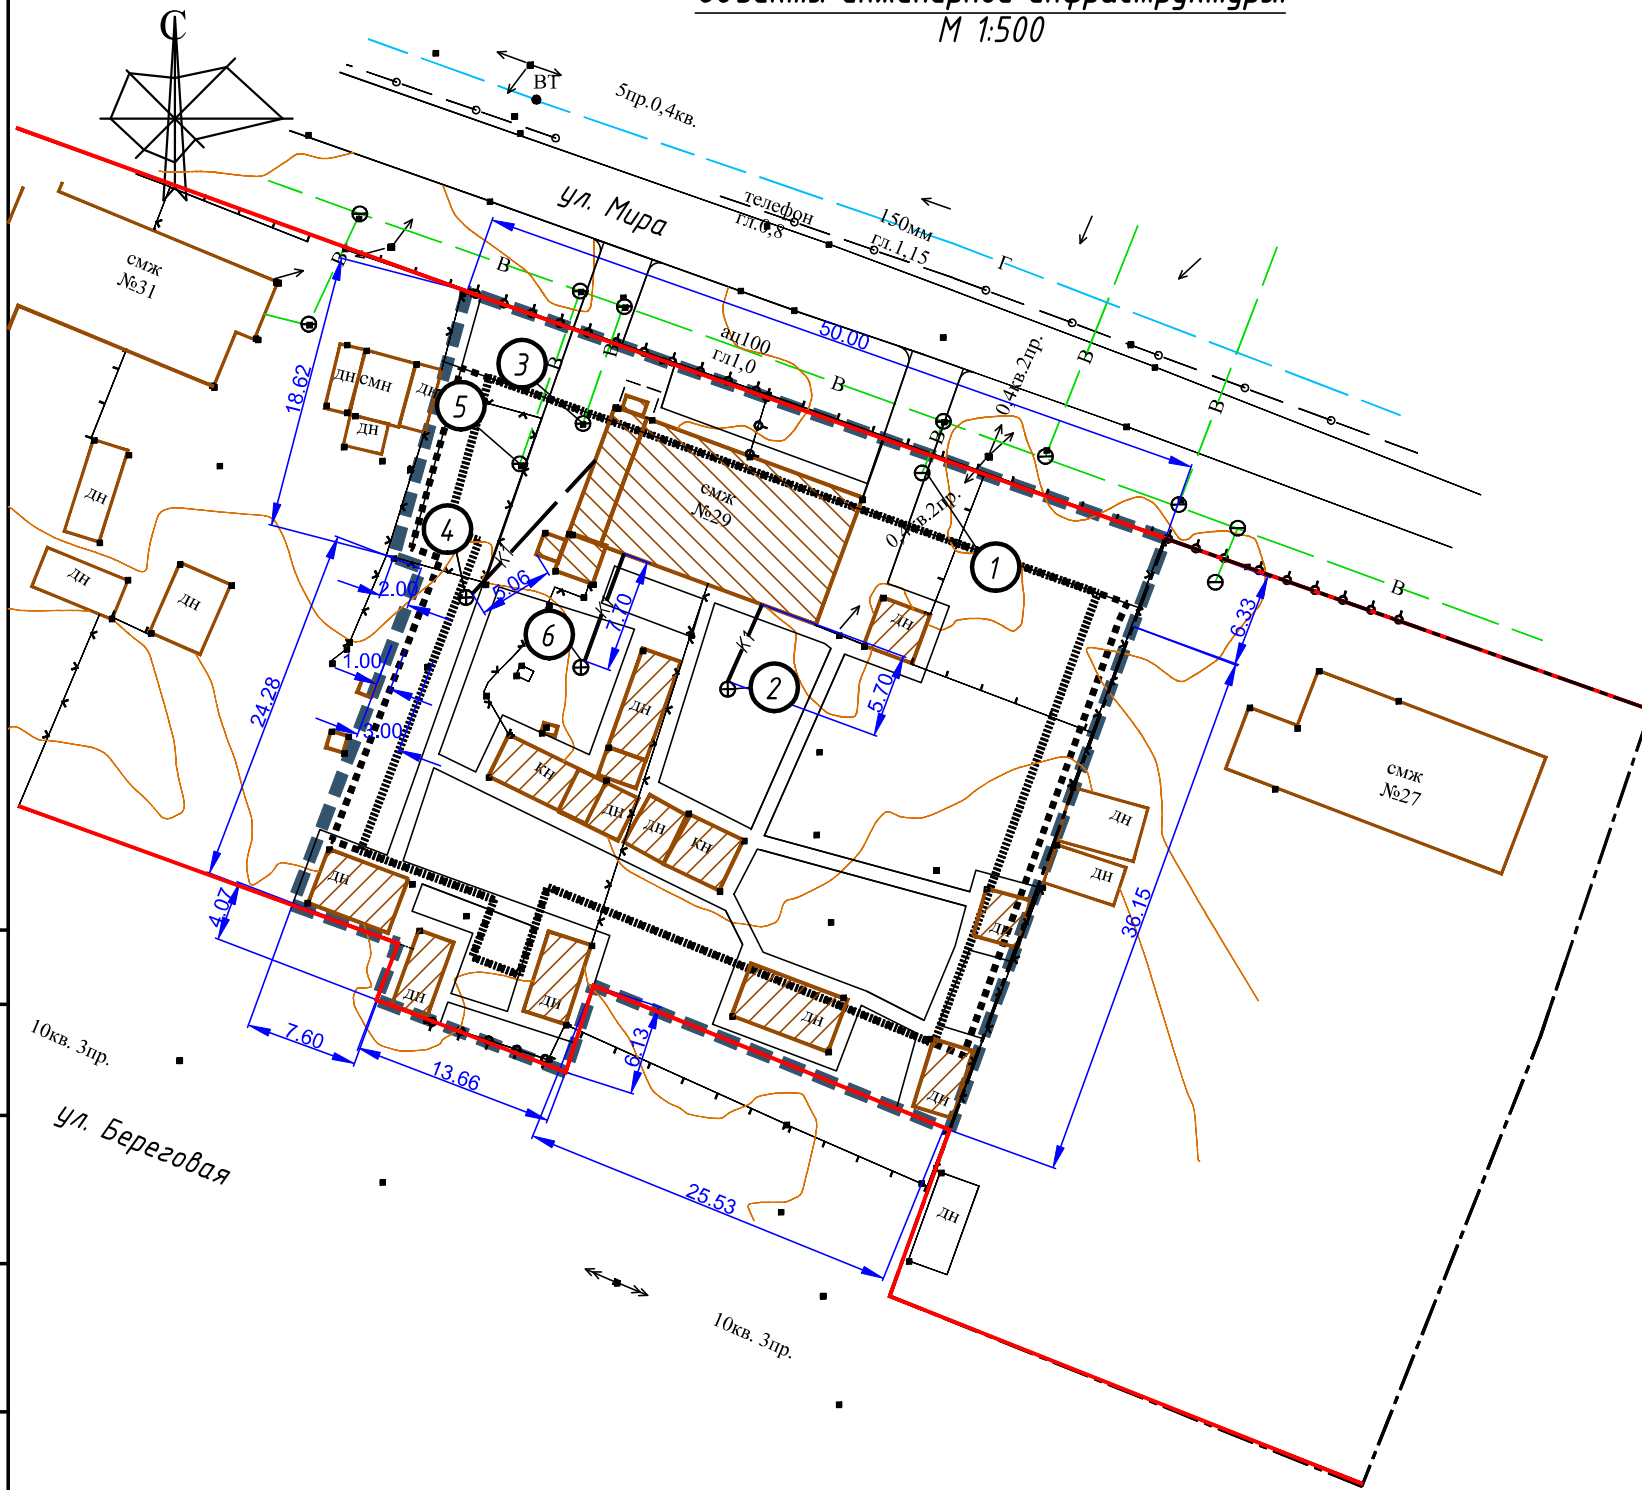 М 1:500
С
ВТ
5пр.0,4кв.
ул. Мира
телефон
гл.0,8
150мм
гл.1,15
Г
смж
№31
В
В
В
В
ац100
гл1,0
50.00
В
0.4кв.2пр.
В
В
В
В
18.62
дн
смн
дн
дн
3
5
4
смж
№29
0.4кв.2пр.
1
дн
дн
дн
2.00
5.06
К1
К1
7.70
К1
6
2
дн
5.70
6.33
1.00
3.00
24.28
дн
кн
дн
дн
кн
смж
№27
дн
дн
36.15
дн
дн
4.07
дн
дн
дн
дн
7.60
13.66
6.13
25.53
10кв. 3пр.
ул. Береговая
дн
10кв. 3пр.